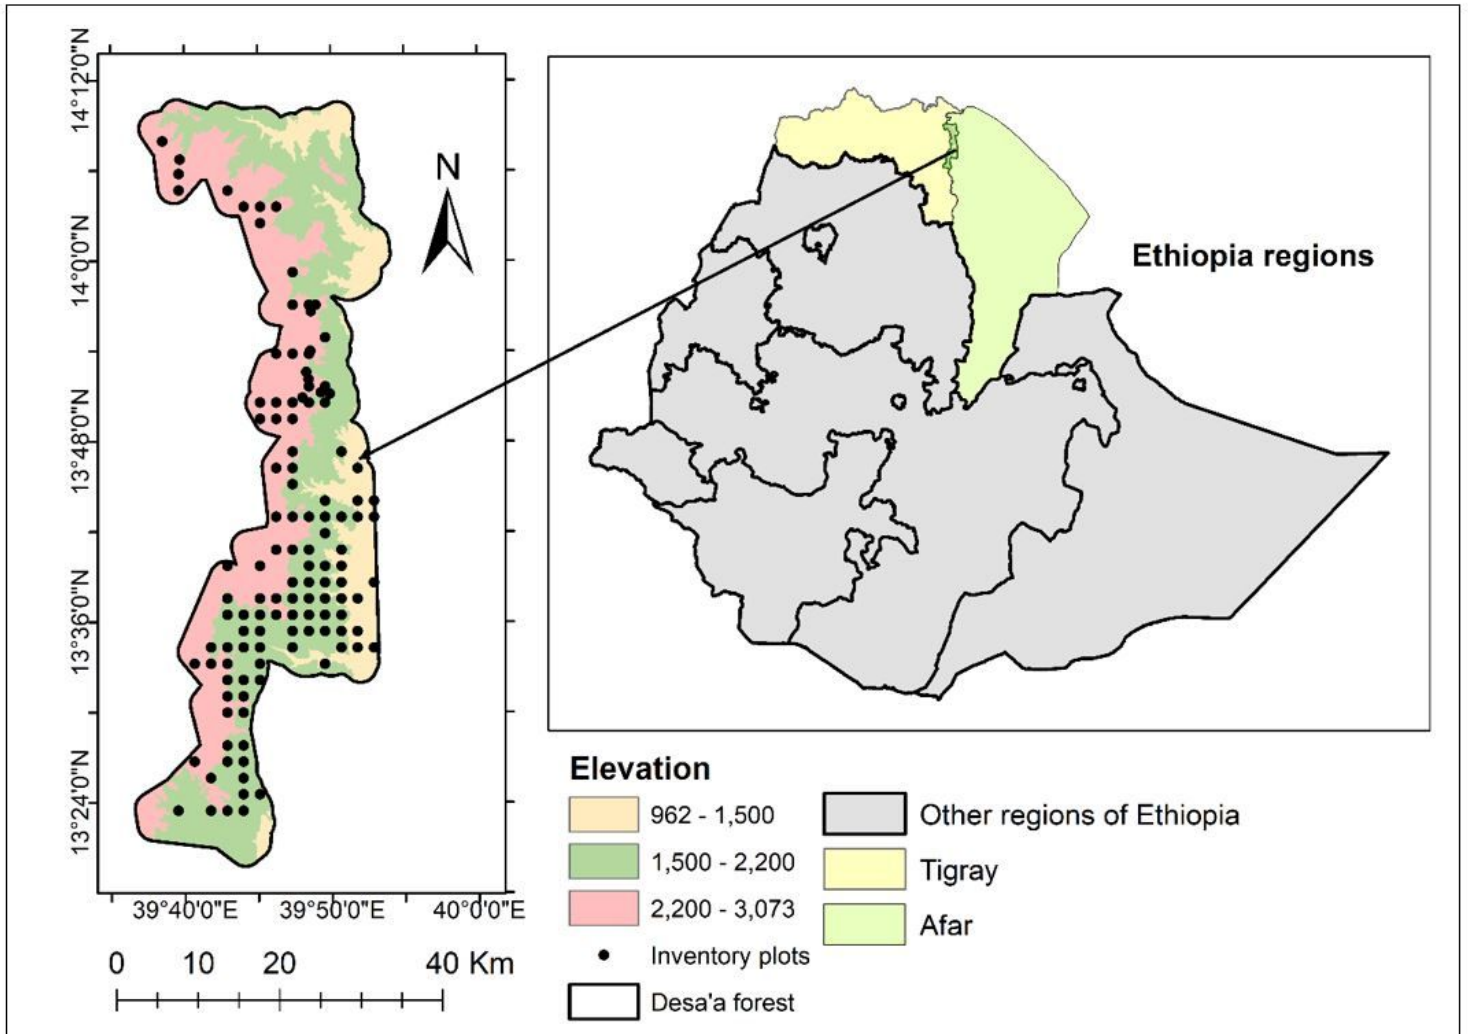 14°12'0"N
14°0'0"N
13°48'0"N
13°36'0"N
13°24'0"N
39°40'0"E
39°50'0"E
40°0'0"E
N
0 10 20 40 Km
Ethiopia regions
Elevation
962 - 1,500
1,500 - 2,200
2,200 - 3,073
Inventory plots
Desa'a forest
Other regions of Ethiopia
Tigray
Afar